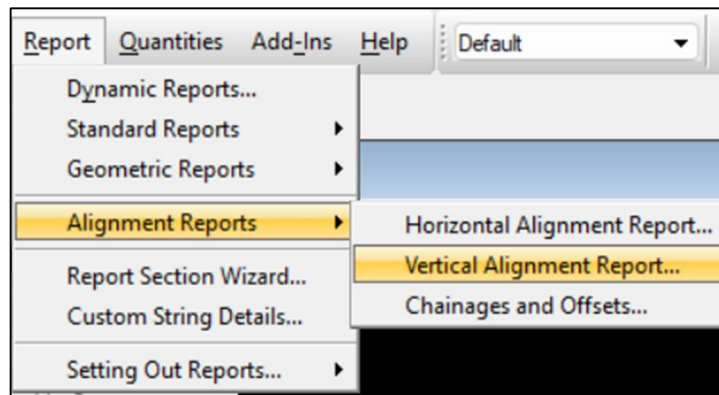 Report Quantities Add-Ins Help Default
Dynamic Reports...
Standard Reports
Geometric Reports
Alignment Reports
Horizontal Alignment Report...
Vertical Alignment Report...
Chainages and Offsets...
Report Section Wizard...
Custom String Details...
Setting Out Reports...